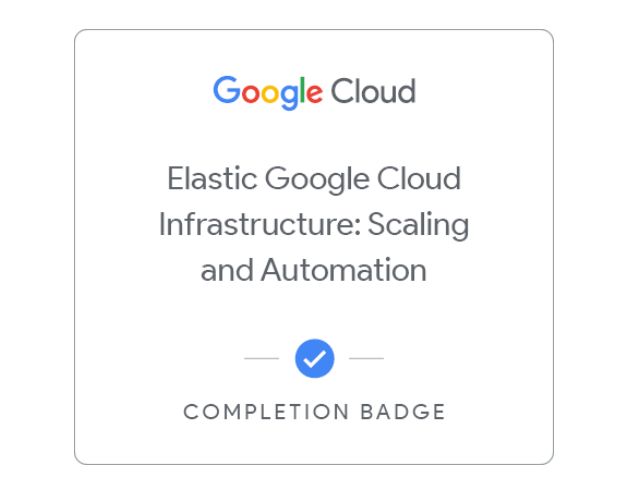 Google Cloud
Elastic Google Cloud
Infrastructure: Scaling
and Automation
COMPLETION BADGE